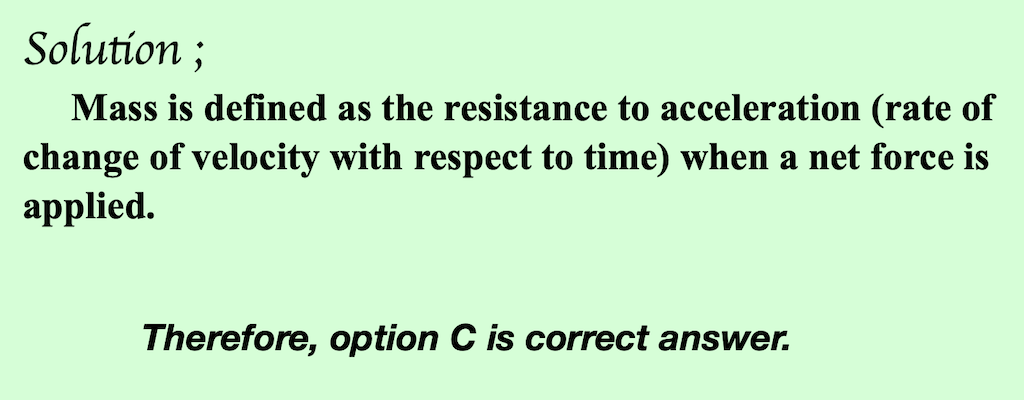 Solution ;
Mass is defined as the resistance to acceleration (rate of
change of velocity with respect to time) when a net force is
applied.
Therefore, option C is correct answer.